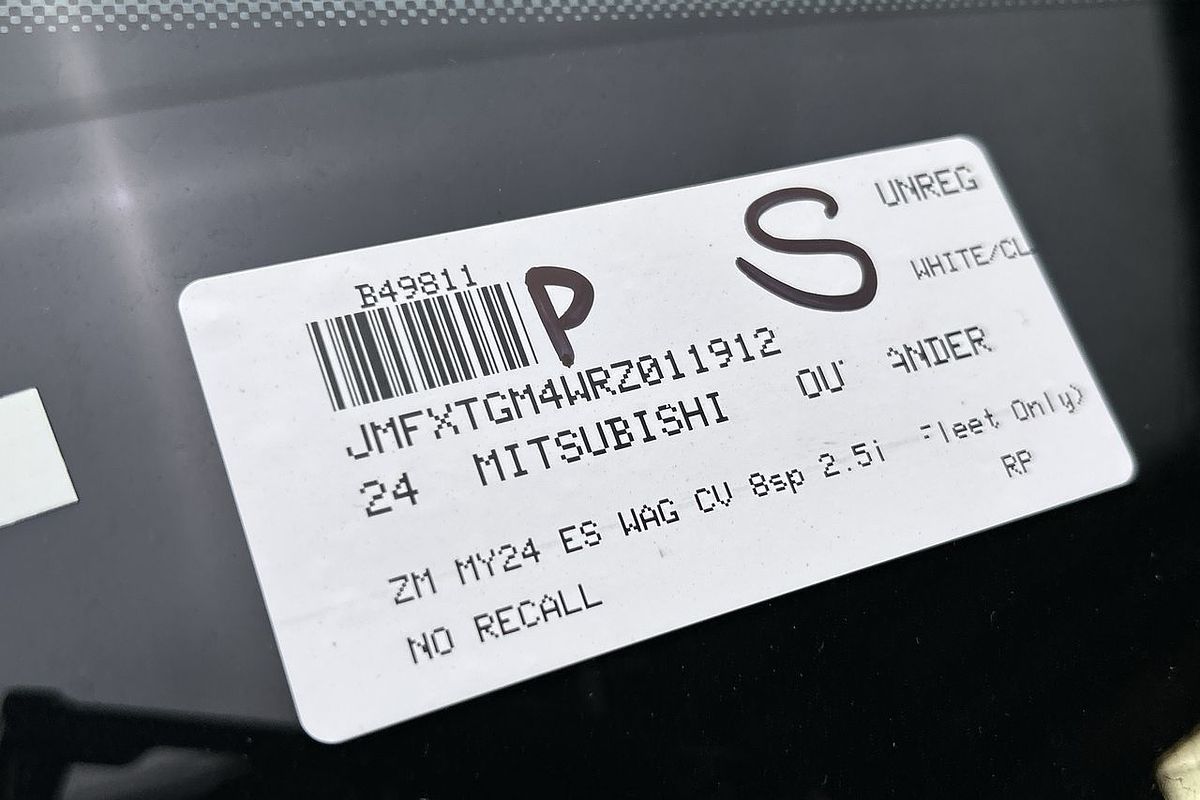 UNREG
B49811
P S
WHITE/CL
JMFXTGM4WRZ011912
24 MITSUBISHI
ZM MY24 ES WAG CV 8sp 2.5i Only)
RP
NO RECALL